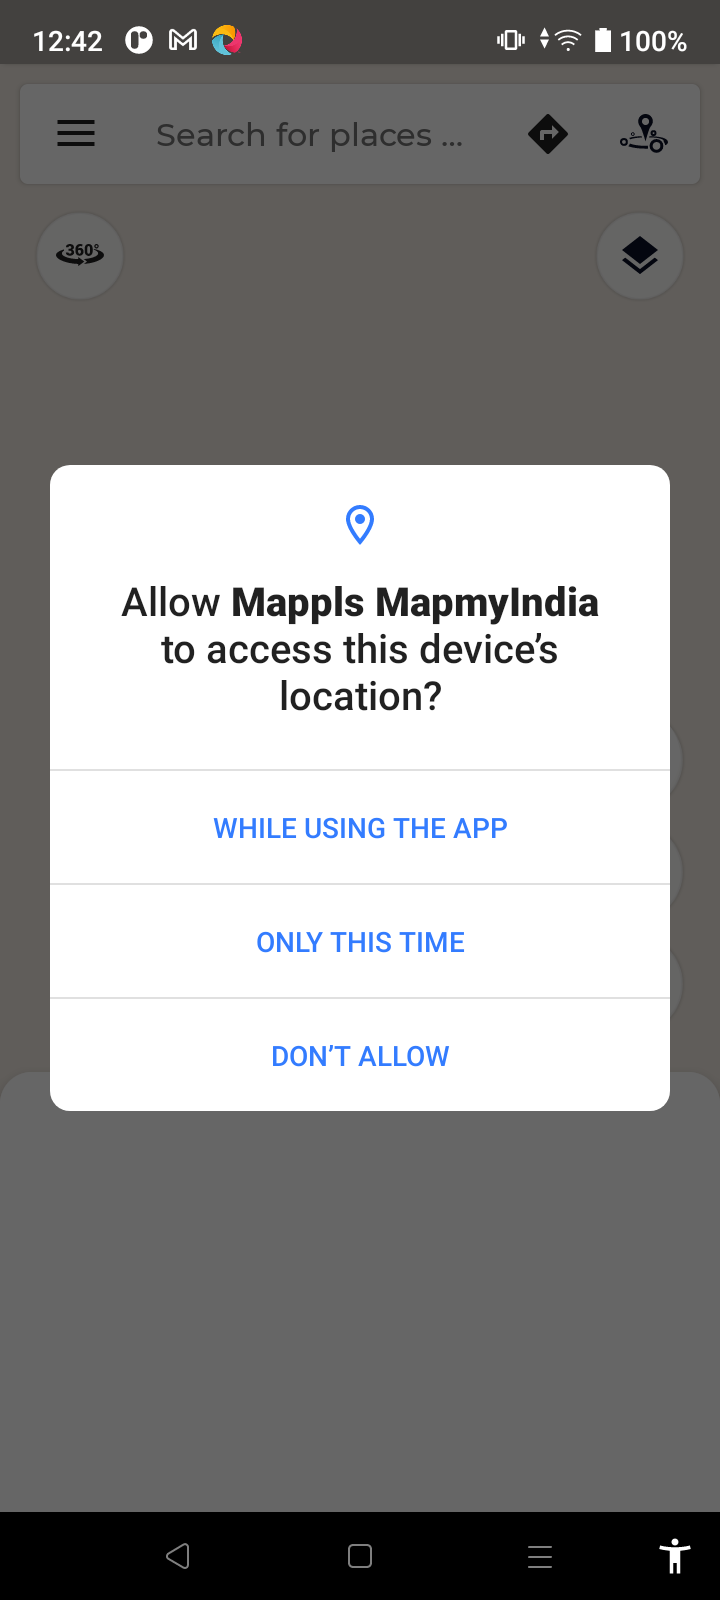 12:42
100%
Search for places ...
360°
Allow Mappls MapmyIndia
to access this device’s
location?
WHILE USING THE APP
ONLY THIS TIME
DON’T ALLOW